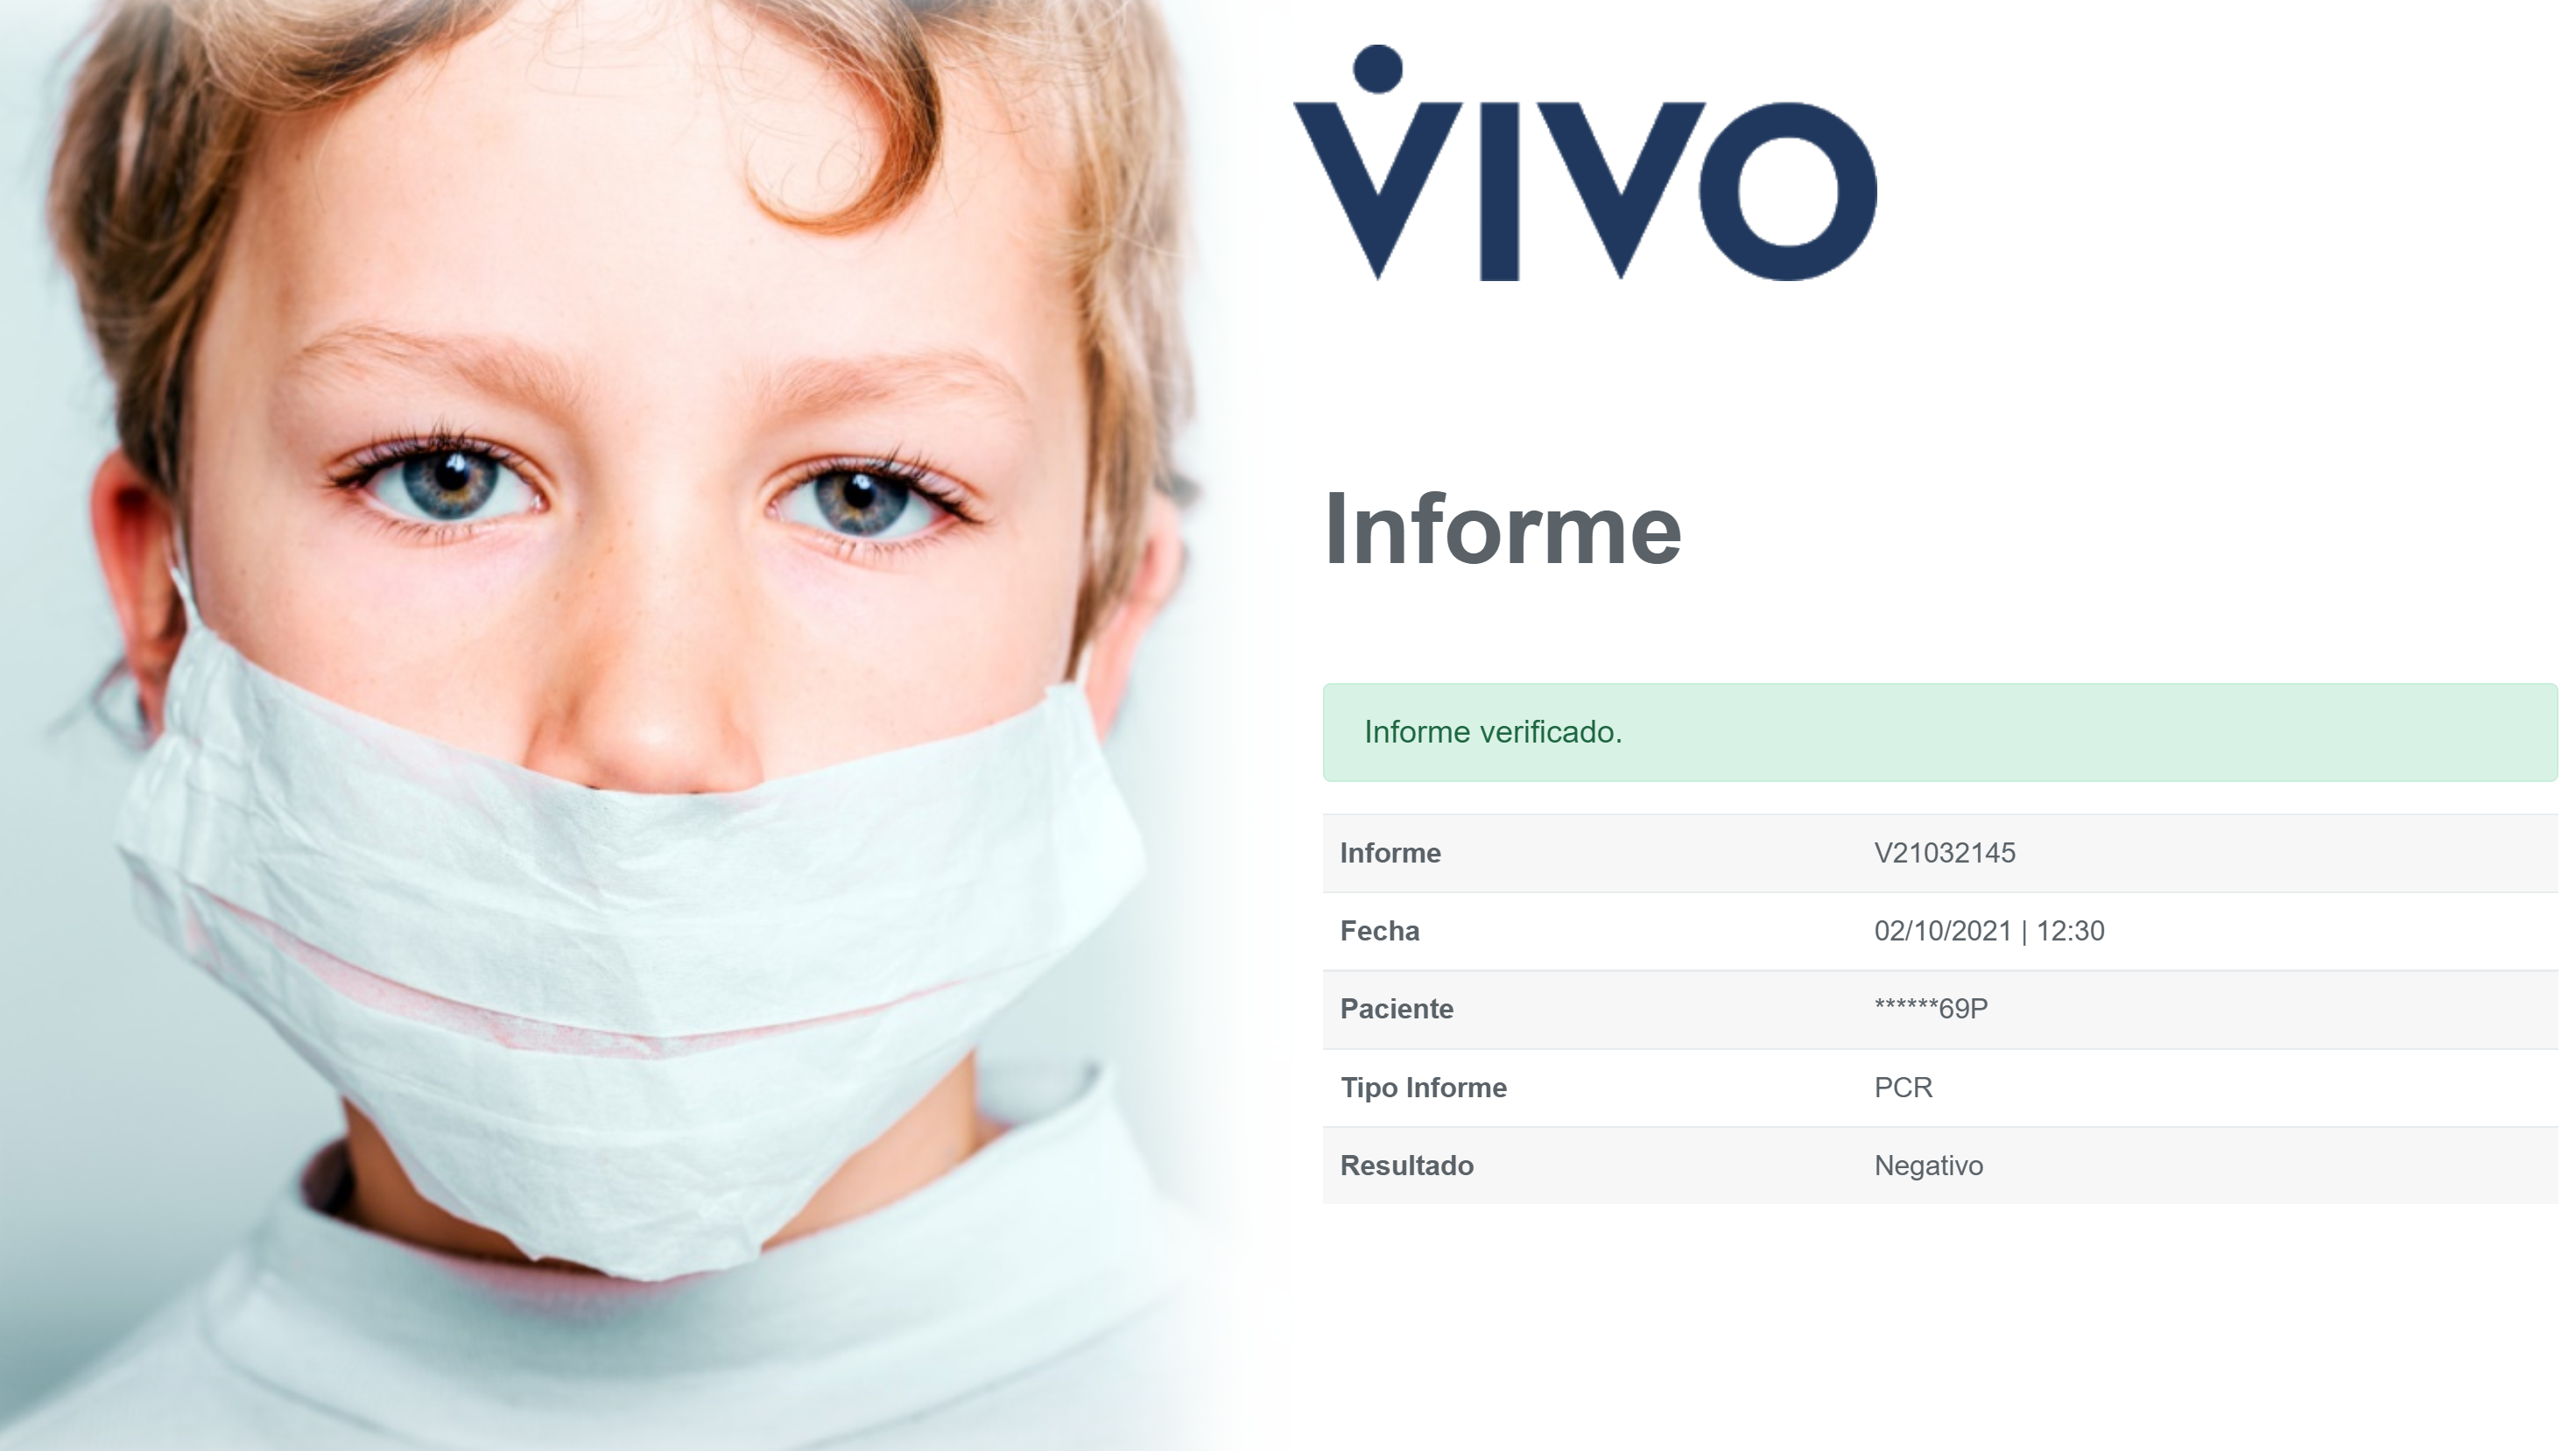 VIVO
Informe
Informe verificado.
Informe V21032145
Fecha 02/10/2021 | 12:30
Paciente ******69P
Tipo Informe PCR
Resultado Negativo